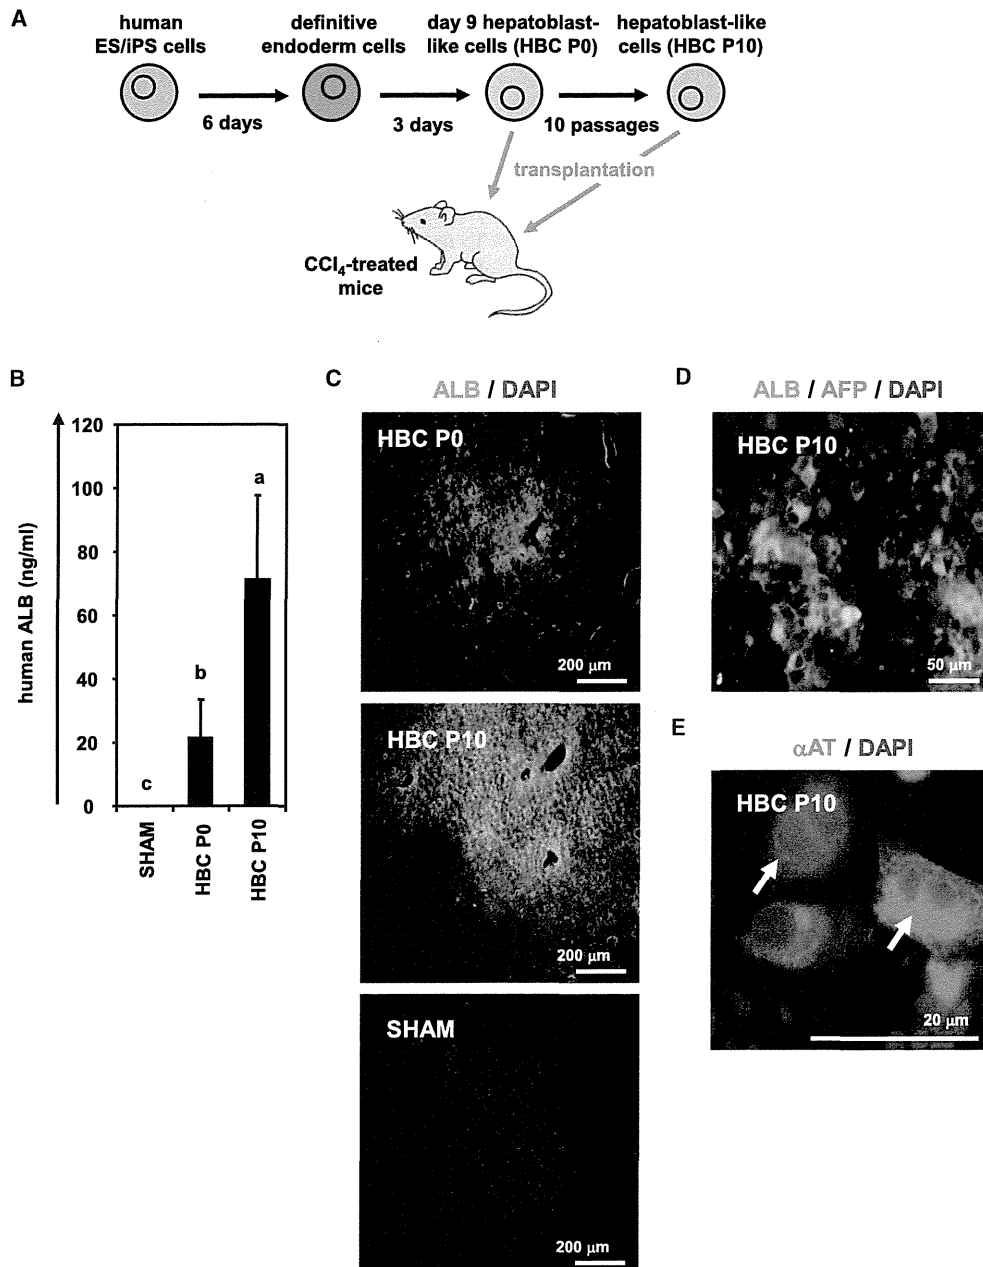 A
human
ES/iPS cells
definitive
endoderm cells
day 9 hepatoblast-
like cells (HBC P0)
hepatoblast-like
cells (HBC P10)
6 days
3 days
10 passages
transplantation
CCl₄-treated
mice
B
human ALB (ng/ml)
120
100
80
60
40
20
0
c
b
a
SHAM
HBC P0
HBC P10
C
ALB / DAPI
HBC P0
200 µm
HBC P10
200 µm
SHAM
200 µm
D
ALB / AFP / DAPI
HBC P10
50 µm
E
αAT / DAPI
HBC P10
20 µm